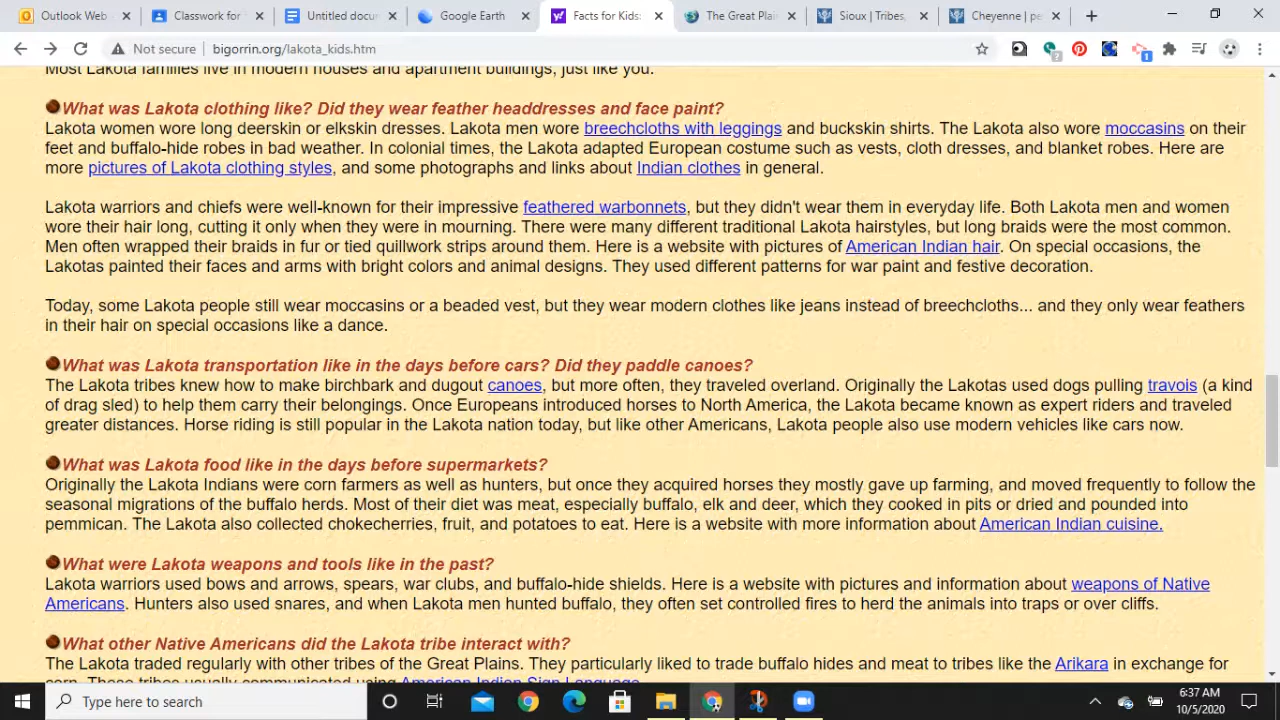 Outlook Web
Classwork for
Untitled docu
Google Earth
Facts for Kids:
The Great Plai
Sioux | Tribes,
Cheyenne | pe
Not secure | bigorrin.org/lakota_kids.htm
Most Lakota families live in modern houses and apartment buildings, just like you.
What was Lakota clothing like? Did they wear feather headdresses and face paint?
Lakota women wore long deerskin or elkskin dresses. Lakota men wore breechcloths with leggings and buckskin shirts. The Lakota also wore moccasins on their
feet and buffalo-hide robes in bad weather. In colonial times, the Lakota adapted European costume such as vests, cloth dresses, and blanket robes. Here are
more pictures of Lakota clothing styles, and some photographs and links about Indian clothes in general.
Lakota warriors and chiefs were well-known for their impressive feathered warbonnets, but they didn't wear them in everyday life. Both Lakota men and women
wore their hair long, cutting it only when they were in mourning. There were many different traditional Lakota hairstyles, but long braids were the most common.
Men often wrapped their braids in fur or tied quillwork strips around them. Here is a website with pictures of American Indian hair. On special occasions, the
Lakotas painted their faces and arms with bright colors and animal designs. They used different patterns for war paint and festive decoration.
Today, some Lakota people still wear moccasins or a beaded vest, but they wear modern clothes like jeans instead of breechcloths... and they only wear feathers
in their hair on special occasions like a dance.
What was Lakota transportation like in the days before cars? Did they paddle canoes?
The Lakota tribes knew how to make birchbark and dugout canoes, but more often, they traveled overland. Originally the Lakotas used dogs pulling travois (a kind
of drag sled) to help them carry their belongings. Once Europeans introduced horses to North America, the Lakota became known as expert riders and traveled
greater distances. Horse riding is still popular in the Lakota nation today, but like other Americans, Lakota people also use modern vehicles like cars now.
What was Lakota food like in the days before supermarkets?
Originally the Lakota Indians were corn farmers as well as hunters, but once they acquired horses they mostly gave up farming, and moved frequently to follow the
seasonal migrations of the buffalo herds. Most of their diet was meat, especially buffalo, elk and deer, which they cooked in pits or dried and pounded into
pemmican. The Lakota also collected chokecherries, fruit, and potatoes to eat. Here is a website with more information about American Indian cuisine.
What were Lakota weapons and tools like in the past?
Lakota warriors used bows and arrows, spears, war clubs, and buffalo-hide shields. Here is a website with pictures and information about weapons of Native
Americans. Hunters also used snares, and when Lakota men hunted buffalo, they often set controlled fires to herd the animals into traps or over cliffs.
What other Native Americans did the Lakota tribe interact with?
The Lakota traded regularly with other tribes of the Great Plains. They particularly liked to trade buffalo hides and meat to tribes like the Arikara in exchange for
corn. These tribes usually communicated using American Indian Sign Language.
Type here to search
6:37 AM
10/5/2020